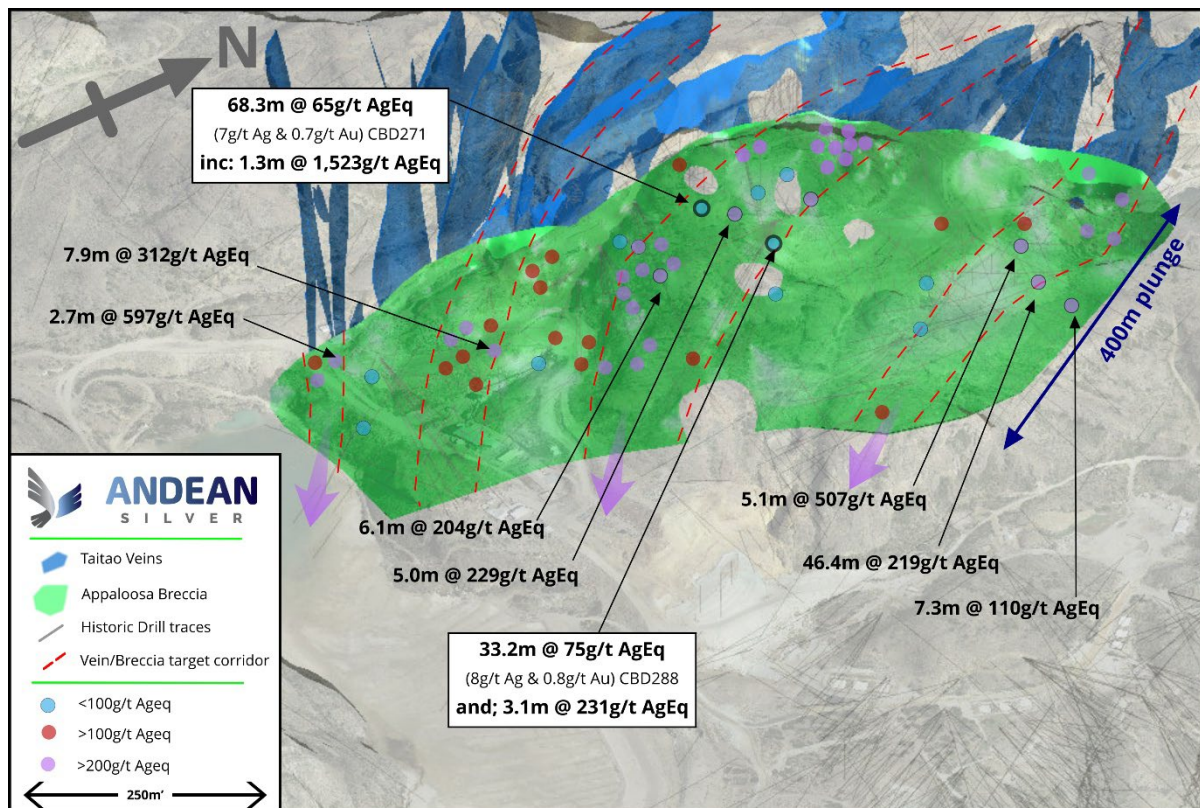 N
68.3m @ 65g/t AgEq
(7g/t Ag & 0.7g/t Au) CBD271
inc: 1.3m @ 1,523g/t AgEq
7.9m @ 312g/t AgEq
2.7m @ 597g/t AgEq
400m plunge
5.1m @ 507g/t AgEq
6.1m @ 204g/t AgEq
46.4m @ 219g/t AgEq
5.0m @ 229g/t AgEq
7.3m @ 110g/t AgEq
33.2m @ 75g/t AgEq
(8g/t Ag & 0.8g/t Au) CBD288
and; 3.1m @ 231g/t AgEq
ANDEAN
SILVER
Taitao Veins
Appaloosa Breccia
Historic Drill traces
Vein/Breccia target corridor
<100g/t Ageq
>100g/t Ageq
>200g/t Ageq
250m'